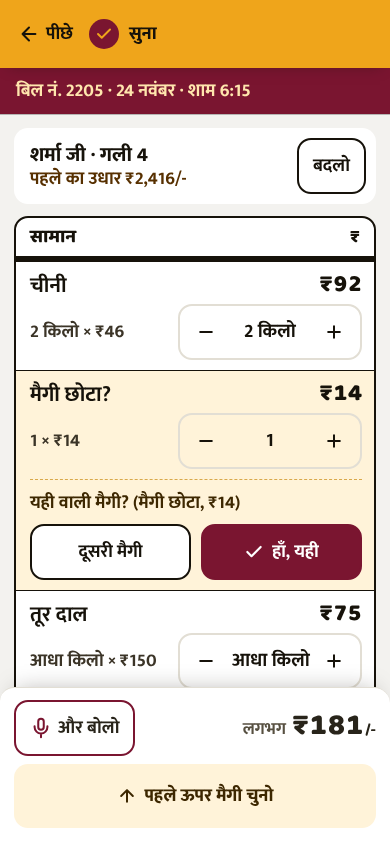 पीछे सुना
बिल नं. 2205 · 24 नवंबर · शाम 6:15
शर्मा जी · गली 4
पहले का उधार ₹2,416/-
बदलो
सामान ₹
चीनी ₹92
2 किलो × ₹46 − 2 किलो +
मैगी छोटा? ₹14
1 × ₹14 − 1 +
यही वाली मैगी? (मैगी छोटा, ₹14)
दूसरी मैगी हाँ, यही
तूर दाल ₹75
आधा किलो × ₹150 − आधा किलो +
और बोलो लगभग ₹181/-
पहले ऊपर मैगी चुनो